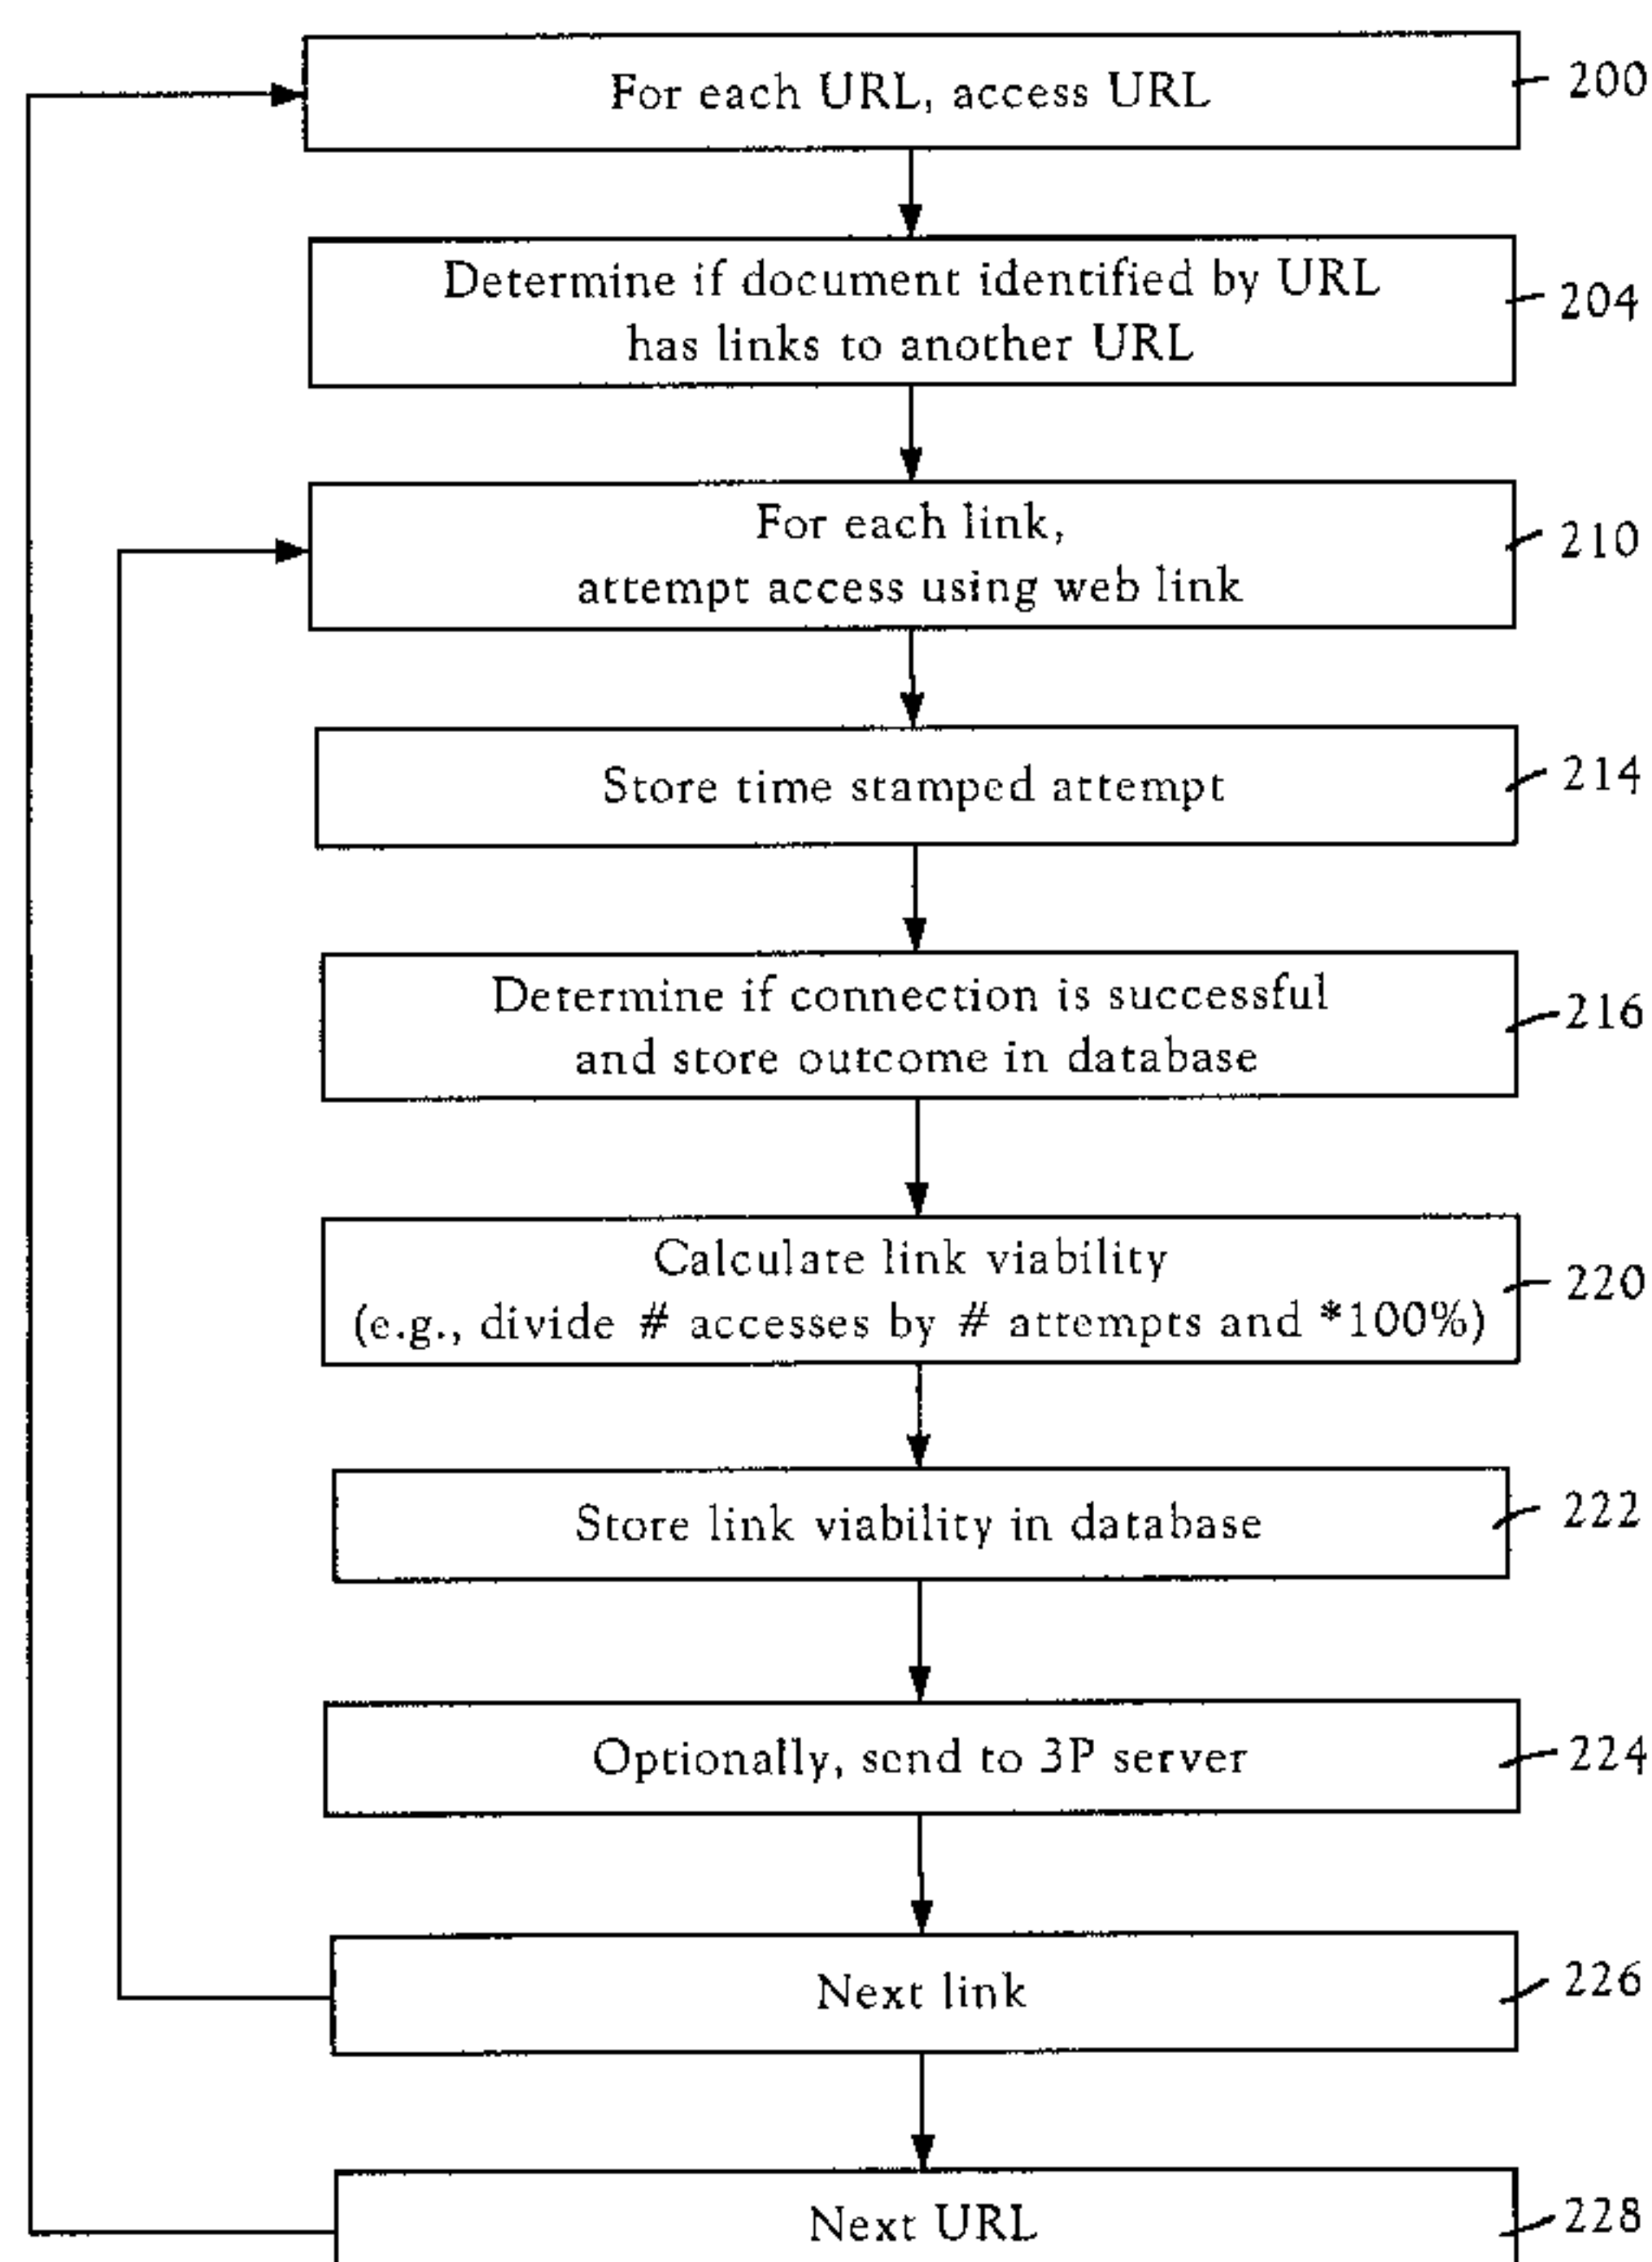 For each URL, access URL
200
Determine if document identified by URL
has links to another URL
204
For each link,
attempt access using web link
210
Store time stamped attempt
214
Determine if connection is successful
and store outcome in database
216
Calculate link viability
(e.g., divide # accesses by # attempts and *100%)
220
Store link viability in database
222
Optionally, send to 3P server
224
Next link
226
Next URL
228